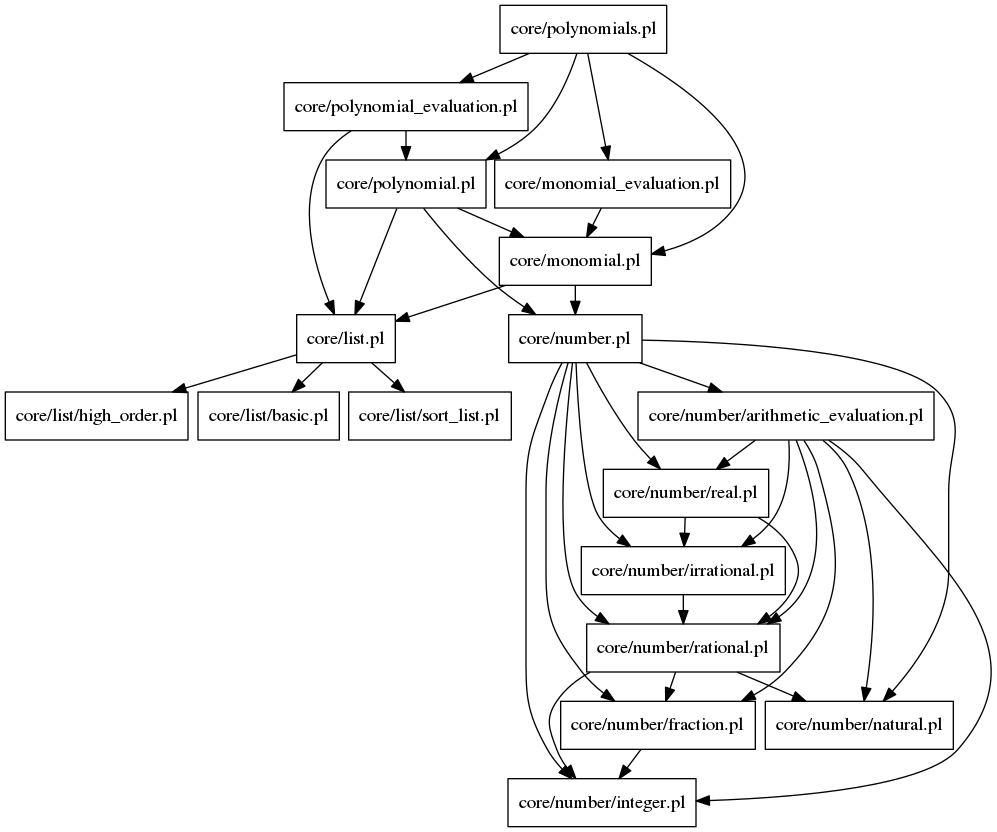 core/polynomials.pl
core/polynomial_evaluation.pl
core/polynomial.pl
core/monomial_evaluation.pl
core/monomial.pl
core/list.pl
core/number.pl
core/list/high_order.pl
core/list/basic.pl
core/list/sort_list.pl
core/number/arithmetic_evaluation.pl
core/number/real.pl
core/number/irrational.pl
core/number/rational.pl
core/number/fraction.pl
core/number/natural.pl
core/number/integer.pl